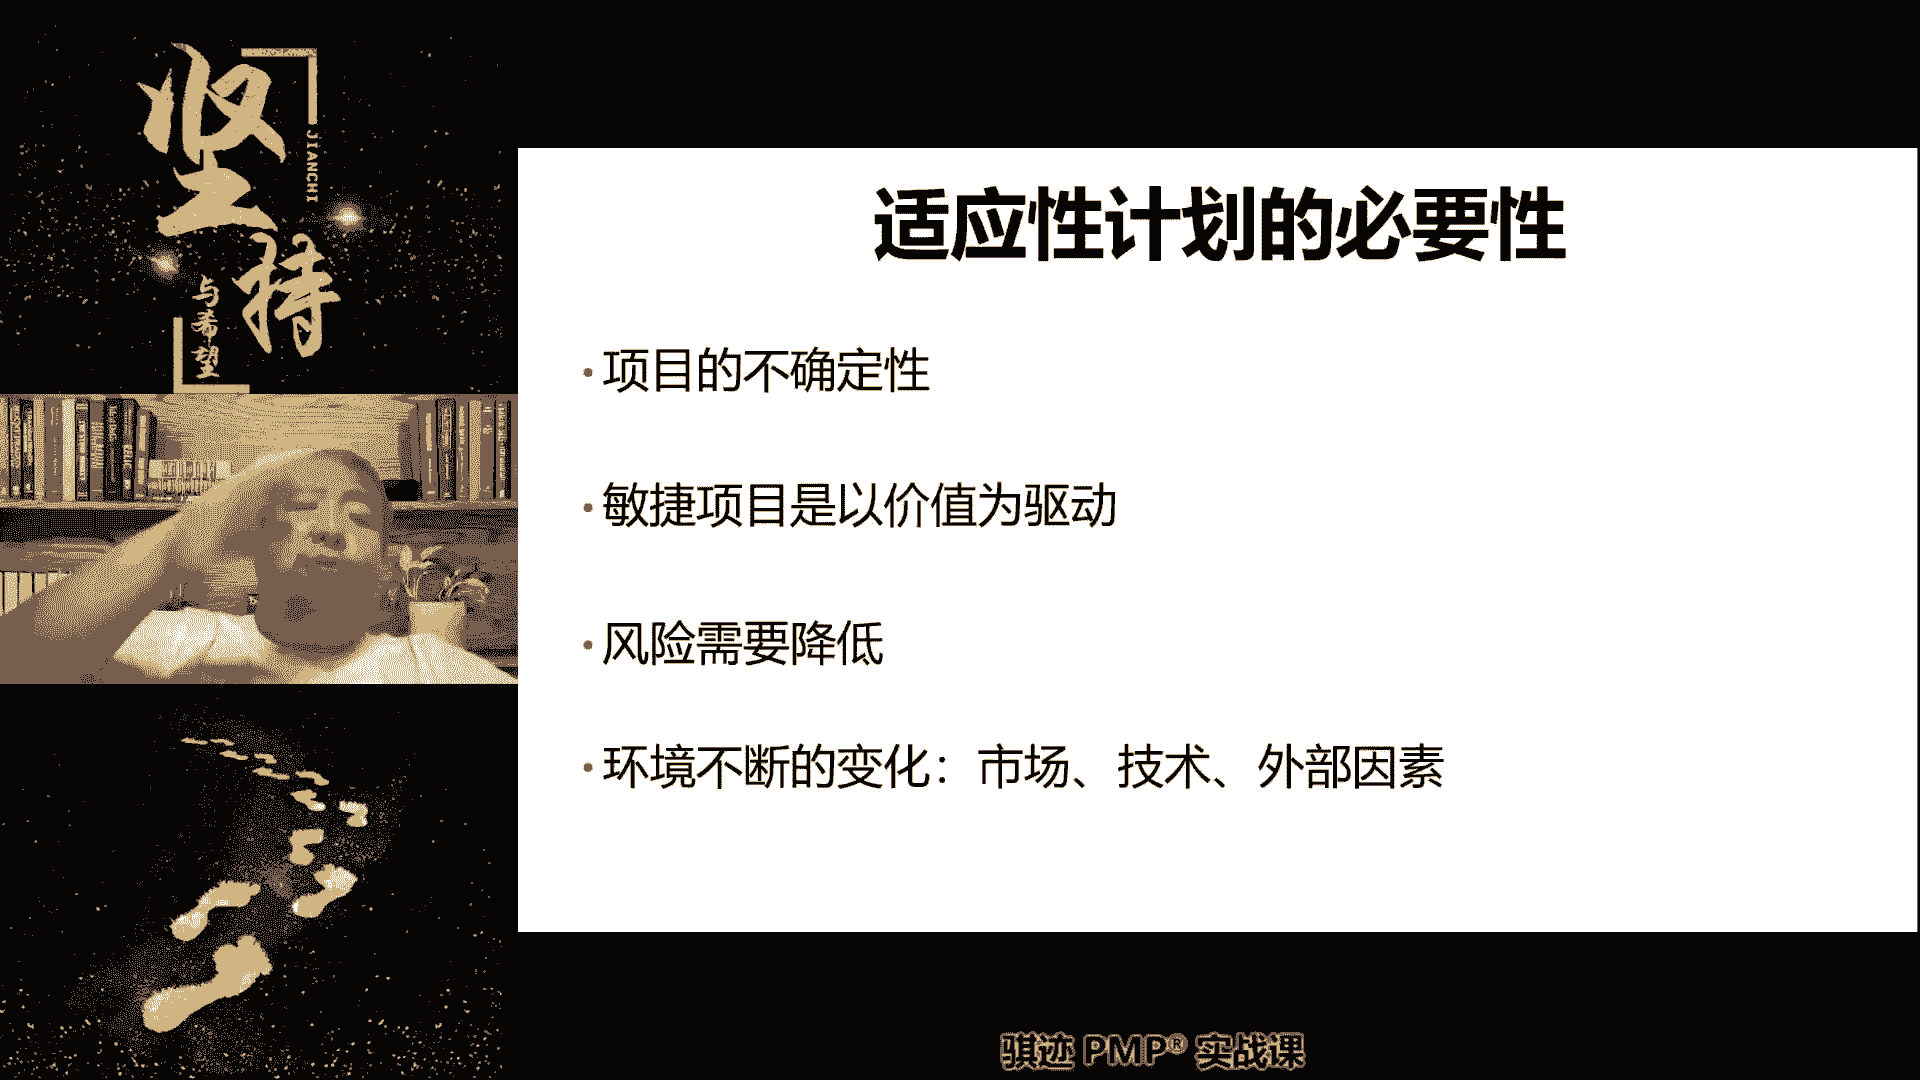 坚持
JIANCHI
与希望
适应性计划的必要性
·项目的不确定性
·敏捷项目是以价值为驱动
·风险需要降低
·环境不断的变化：市场、技术、外部因素
骐迹 PMP® 实战课